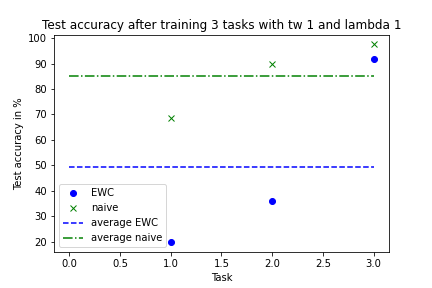 Test accuracy after training 3 tasks with tw 1 and lambda 1
100
90
80
70
60
50
40
30
20
Test accuracy in %
EWC
naive
average EWC
average naive
0.0 0.5 1.0 1.5 2.0 2.5 3.0
Task